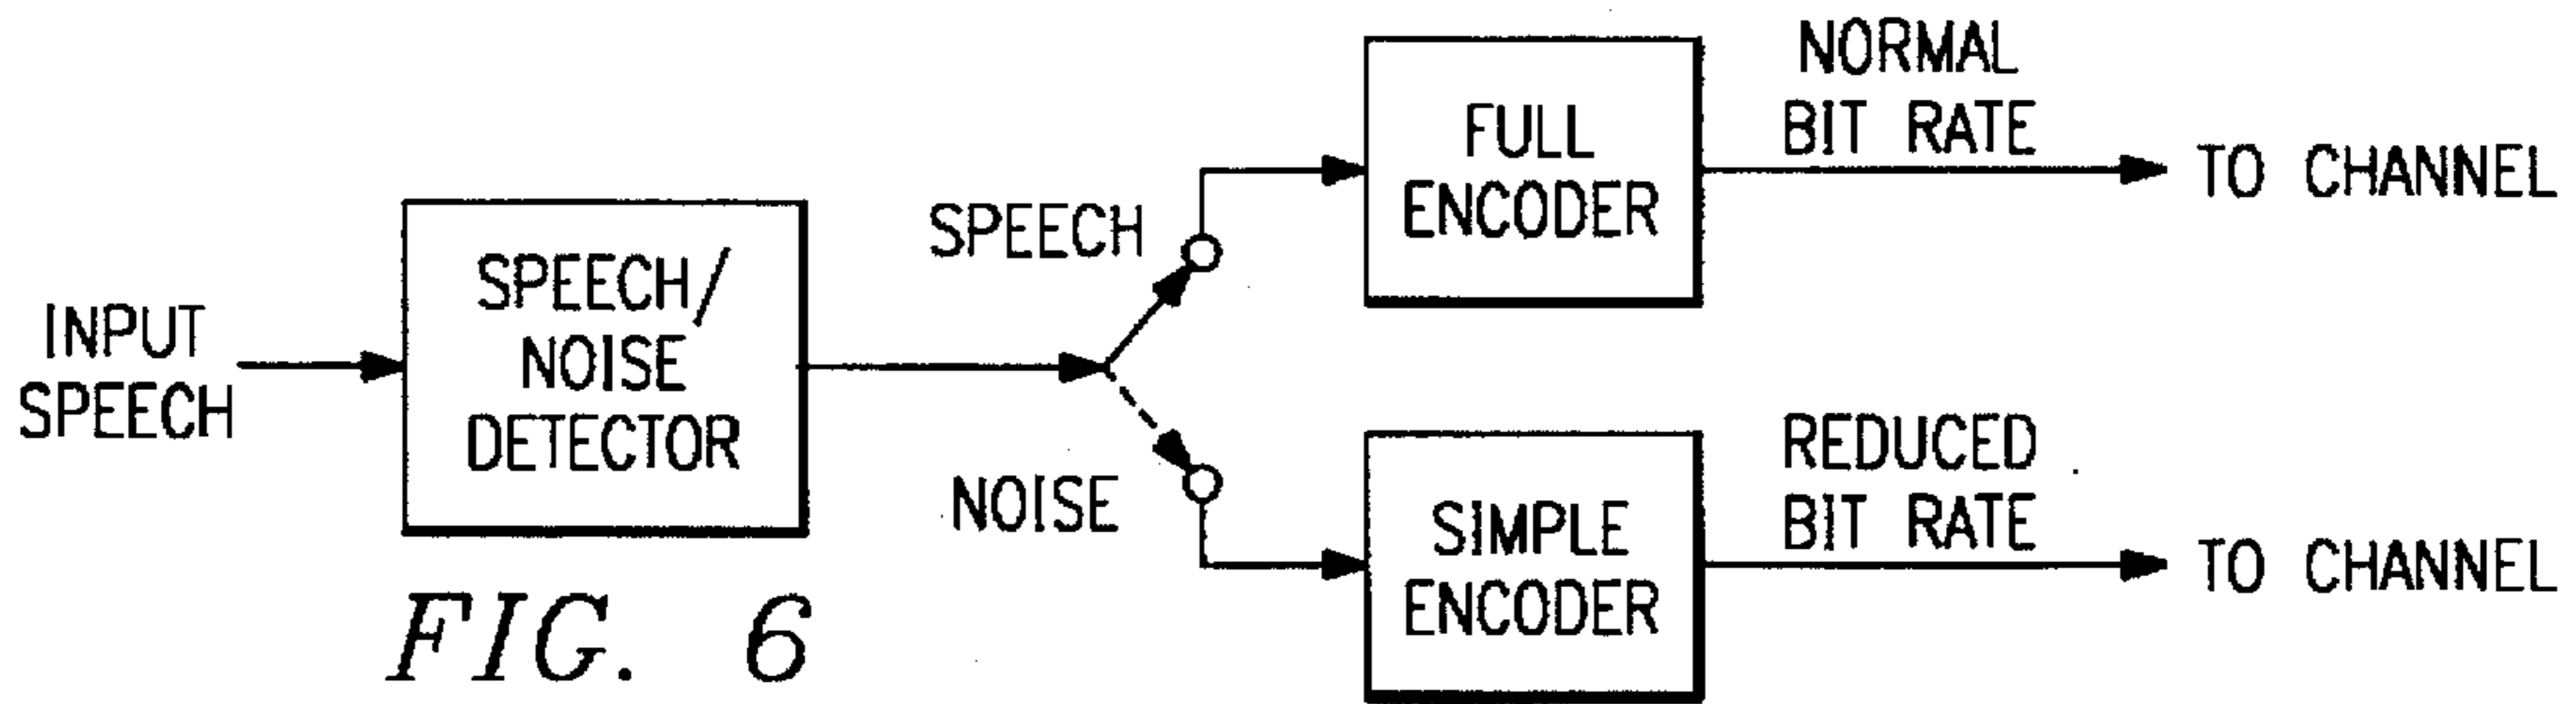 INPUT
SPEECH
SPEECH/
NOISE
DETECTOR
SPEECH
NOISE
FULL
ENCODER
NORMAL
BIT RATE
TO CHANNEL
SIMPLE
ENCODER
REDUCED
BIT RATE
TO CHANNEL
FIG. 6